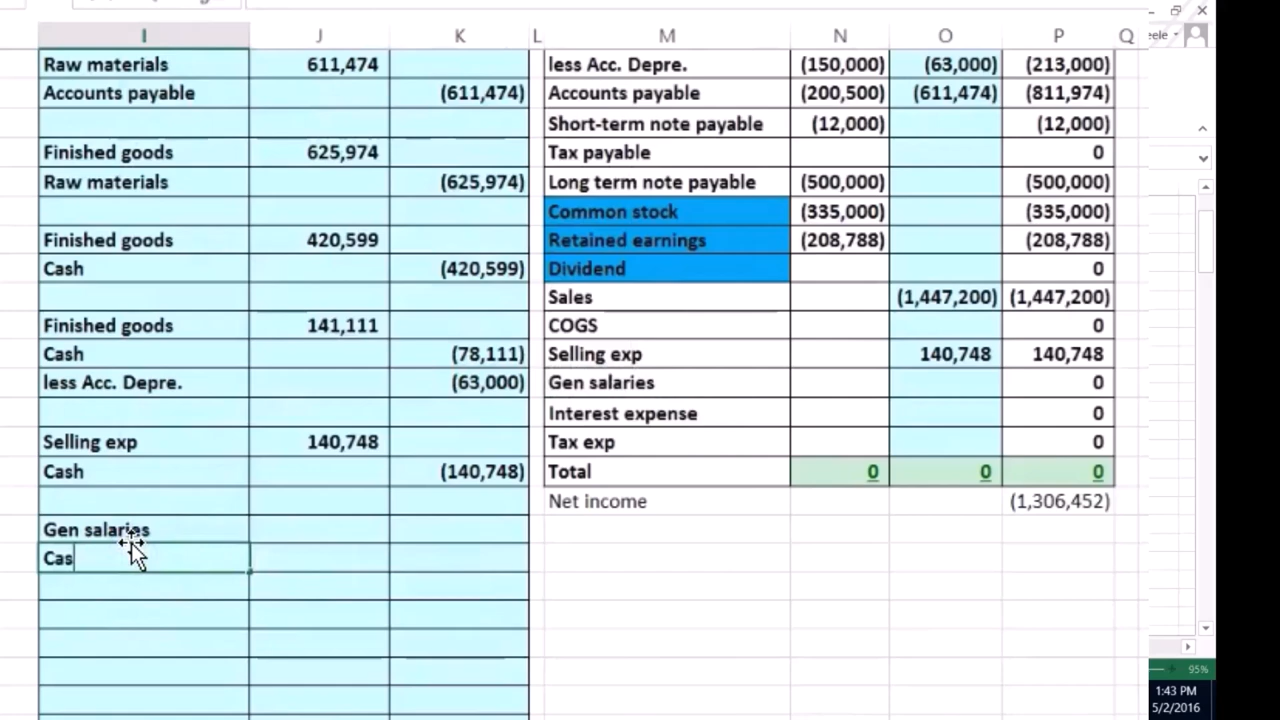 I J K L M N O P Q
eele
Raw materials 611,474 less Acc. Depre. (150,000) (63,000) (213,000)
Accounts payable (611,474) Accounts payable (200,500) (611,474) (811,974)
Short-term note payable (12,000) (12,000)
Finished goods 625,974 Tax payable 0
Raw materials (625,974) Long term note payable (500,000) (500,000)
Common stock (335,000) (335,000)
Finished goods 420,599 Retained earnings (208,788) (208,788)
Cash (420,599) Dividend 0
Sales (1,447,200) (1,447,200)
Finished goods 141,111 COGS 0
Cash (78,111) Selling exp 140,748 140,748
less Acc. Depre. (63,000) Gen salaries 0
Interest expense 0
Selling exp 140,748 Tax exp 0
Cash (140,748) Total 0 0 0
Net income (1,306,452)
Gen salaries
Cas
95%
1:43 PM
5/2/2016